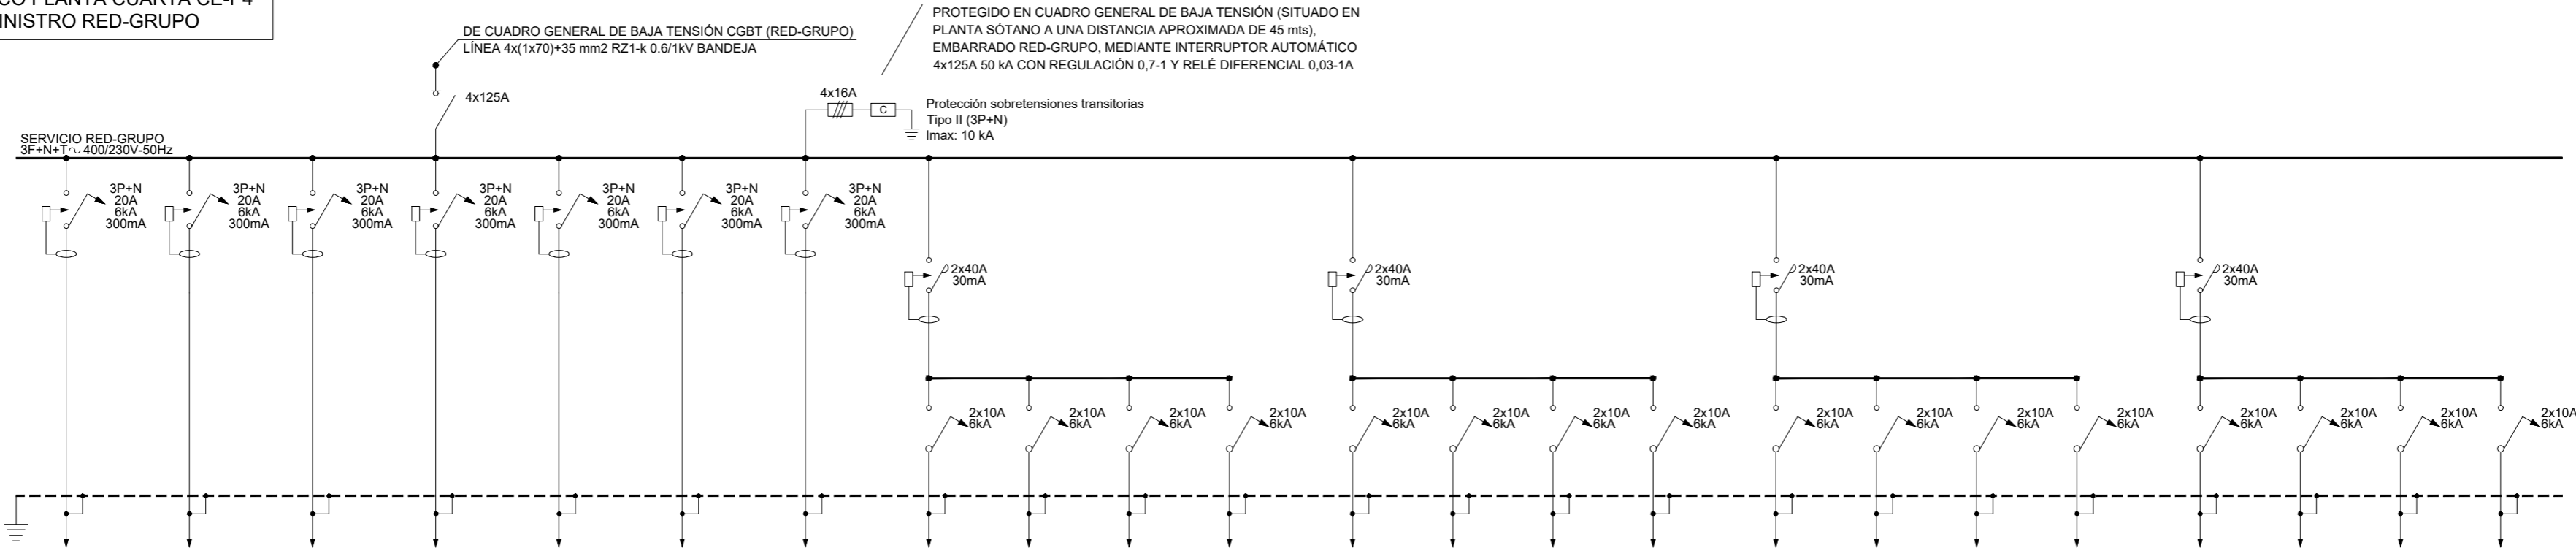 CO PLANTA CUARTA CE-P4
MINISTRO RED-GRUPO
DE CUADRO GENERAL DE BAJA TENSIÓN CGBT (RED-GRUPO)
LÍNEA 4x(1x70)+35 mm2 RZ1-k 0.6/1kV BANDEJA
4x125A
PROTEGIDO EN CUADRO GENERAL DE BAJA TENSIÓN (SITUADO EN
PLANTA SÓTANO A UNA DISTANCIA APROXIMADA DE 45 mts),
EMBARRADO RED-GRUPO, MEDIANTE INTERRUPTOR AUTOMÁTICO
4x125A 50 kA CON REGULACIÓN 0,7-1 Y RELÉ DIFERENCIAL 0,03-1A
4x16A
C
Protección sobretensiones transitorias
Tipo II (3P+N)
Imax: 10 kA
SERVICIO RED-GRUPO
3F+N+T∿400/230V-50Hz
3P+N
20A
6kA
300mA
3P+N
20A
6kA
300mA
3P+N
20A
6kA
300mA
3P+N
20A
6kA
300mA
3P+N
20A
6kA
300mA
3P+N
20A
6kA
300mA
3P+N
20A
6kA
300mA
2x40A
30mA
2x40A
30mA
2x40A
30mA
2x40A
30mA
2x10A
6kA
2x10A
6kA
2x10A
6kA
2x10A
6kA
2x10A
6kA
2x10A
6kA
2x10A
6kA
2x10A
6kA
2x10A
6kA
2x10A
6kA
2x10A
6kA
2x10A
6kA
2x10A
6kA
2x10A
6kA
2x10A
6kA
2x10A
6kA